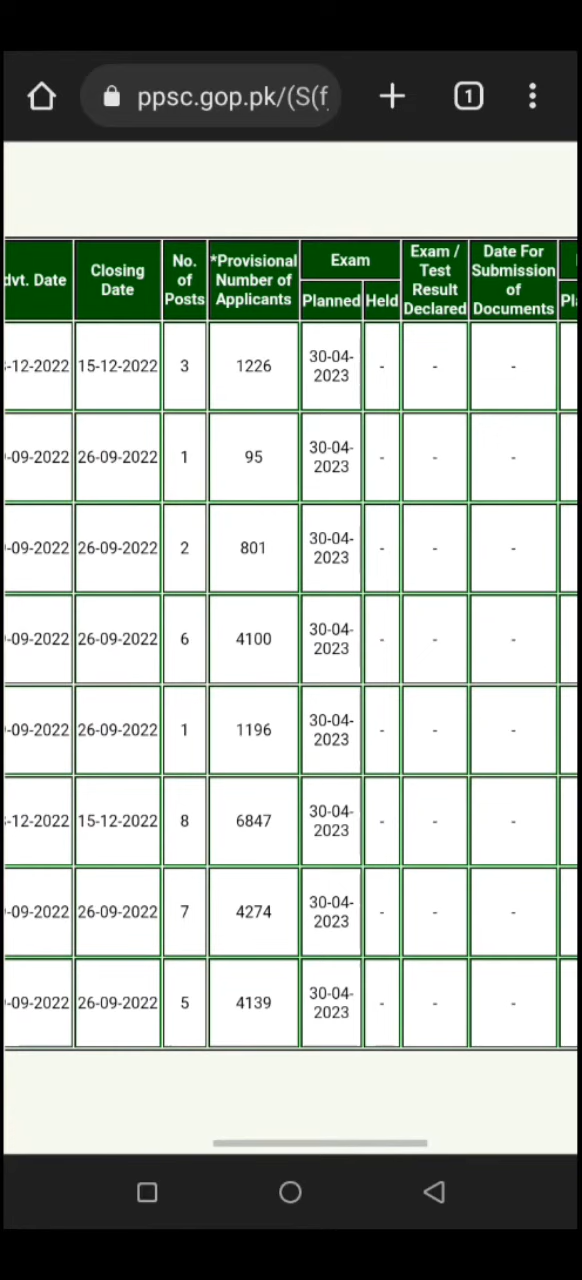 ppsc.gop.pk/(S(f
1
dvt. Date Closing Date No. of Posts *Provisional Number of Applicants Exam Exam / Test Result Declared Date For Submission of Documents
Planned Held Pl
-12-2022 15-12-2022 3 1226 30-04-2023 - - -
-09-2022 26-09-2022 1 95 30-04-2023 - - -
-09-2022 26-09-2022 2 801 30-04-2023 - - -
-09-2022 26-09-2022 6 4100 30-04-2023 - - -
-09-2022 26-09-2022 1 1196 30-04-2023 - - -
-12-2022 15-12-2022 8 6847 30-04-2023 - - -
-09-2022 26-09-2022 7 4274 30-04-2023 - - -
-09-2022 26-09-2022 5 4139 30-04-2023 - - -